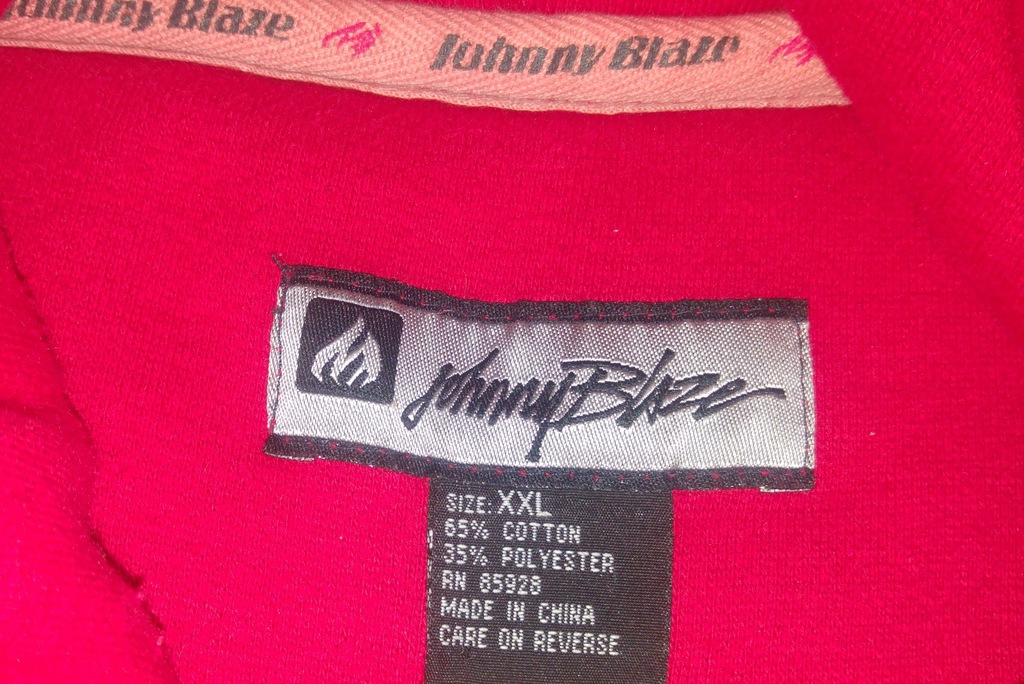 Johnny Blaze Johnny Blaze
Johnny Blaze
SIZE: XXL
65% COTTON
35% POLYESTER
RN 85928
MADE IN CHINA
CARE ON REVERSE